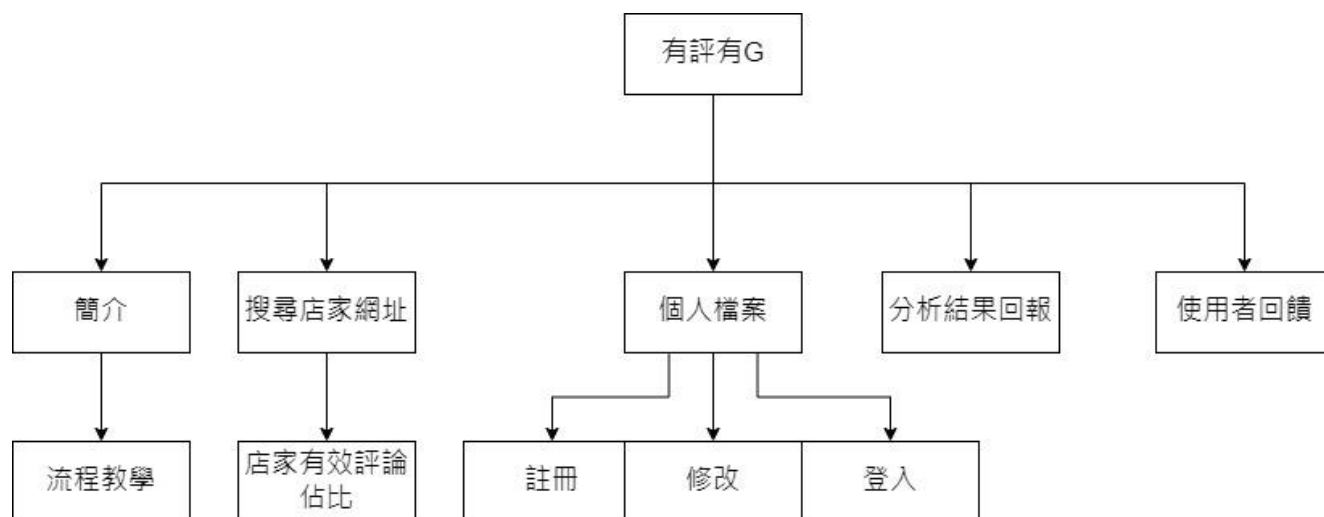 有評有G
簡介
搜尋店家網址
個人檔案
分析結果回報
使用者回饋
流程教學
店家有效評論
佔比
註冊
修改
登入